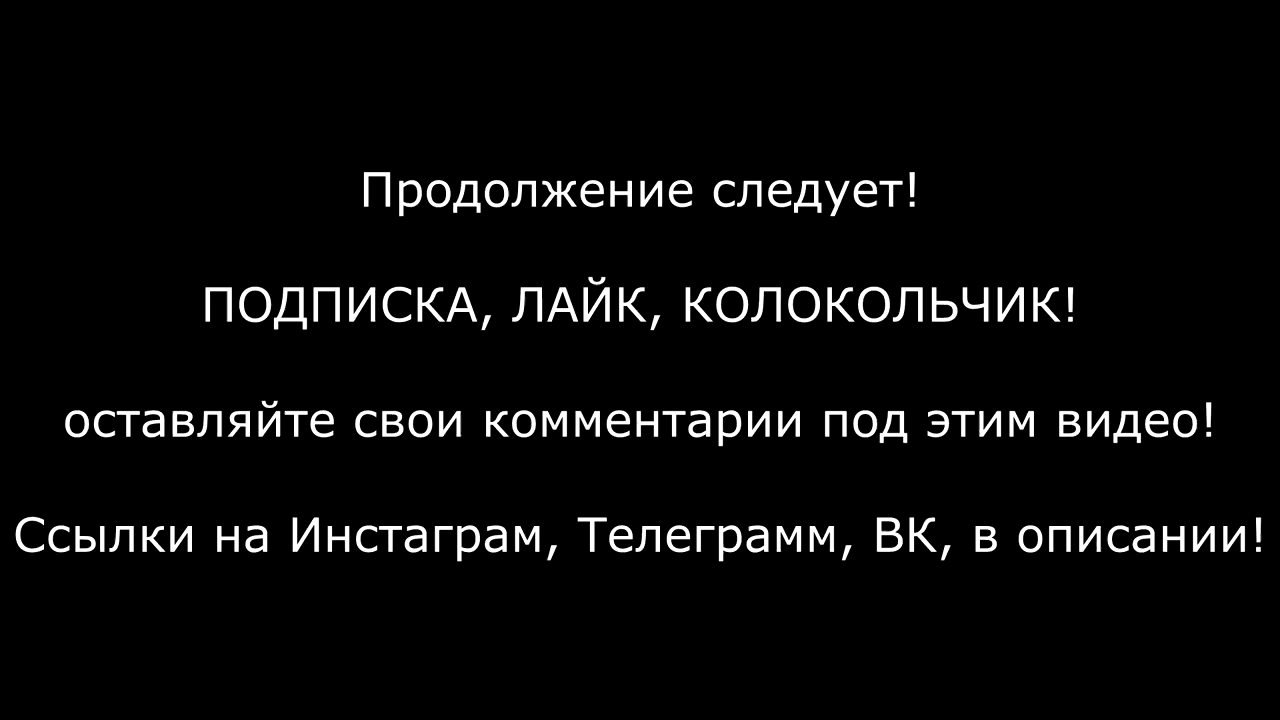 Продолжение следует!
ПОДПИСКА, ЛАЙК, КОЛОКОЛЬЧИК!
оставляйте свои комментарии под этим видео!
Ссылки на Инстаграм, Телеграмм, ВК, в описании!